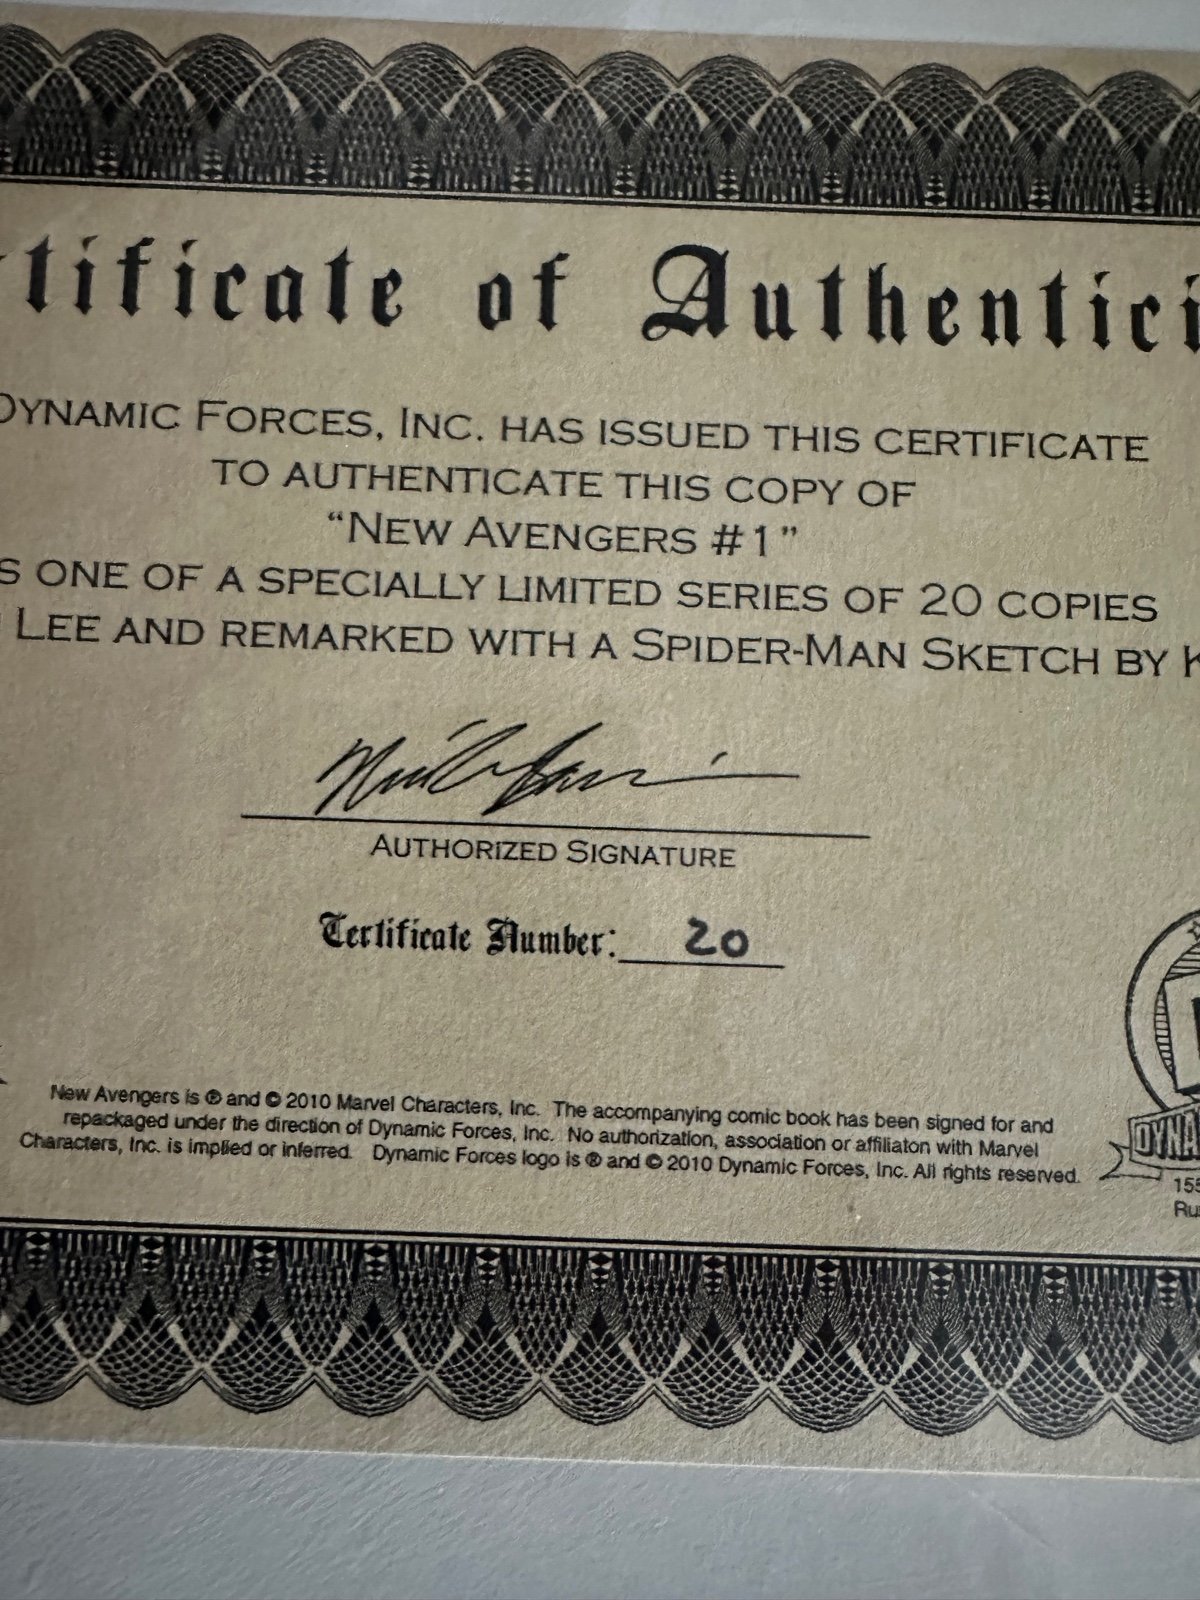 tificate of Authentici
DYNAMIC FORCES, INC. HAS ISSUED THIS CERTIFICATE
TO AUTHENTICATE THIS COPY OF
“NEW AVENGERS #1”
S ONE OF A SPECIALLY LIMITED SERIES OF 20 COPIES
LEE AND REMARKED WITH A SPIDER-MAN SKETCH BY K
AUTHORIZED SIGNATURE
Certificate Number: 20
New Avengers is ® and © 2010 Marvel Characters, Inc. The accompanying comic book has been signed for and
repackaged under the direction of Dynamic Forces, Inc. No authorization, association or affiliaton with Marvel
Characters, Inc. is implied or inferred. Dynamic Forces logo is ® and © 2010 Dynamic Forces, Inc. All rights reserved.
DYNA
155
Ru